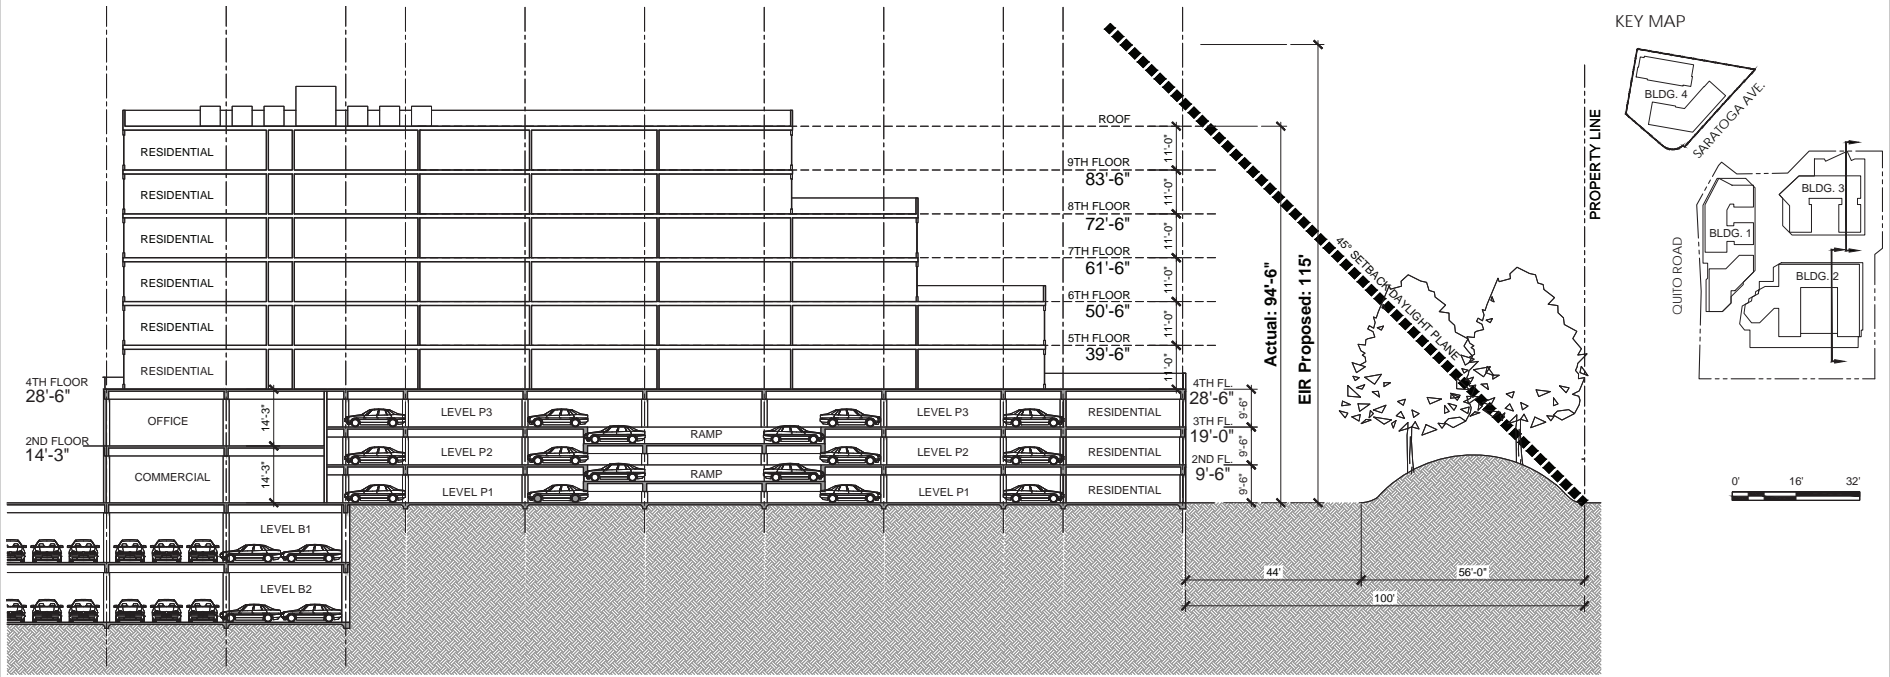 KEY MAP
BLDG. 4
SARATOGA AVE.
BLDG. 3
BLDG. 1
BLDG. 2
QUITO ROAD
PROPERTY LINE
0' 16' 32'
ROOF
11'-0"
9TH FLOOR
83'-6"
11'-0"
8TH FLOOR
72'-6"
11'-0"
7TH FLOOR
61'-6"
11'-0"
6TH FLOOR
50'-6"
11'-0"
5TH FLOOR
39'-6"
11'-0"
Actual: 94'-6"
EIR Proposed: 115'
45° SETBACK DAYLIGHT PLANE
RESIDENTIAL
RESIDENTIAL
RESIDENTIAL
RESIDENTIAL
RESIDENTIAL
RESIDENTIAL
4TH FLOOR
28'-6"
OFFICE
14'-3"
2ND FLOOR
14'-3"
COMMERCIAL
14'-3"
LEVEL P3 LEVEL P3 RESIDENTIAL
RAMP
LEVEL P2 LEVEL P2 RESIDENTIAL
RAMP
LEVEL P1 LEVEL P1 RESIDENTIAL
4TH FL.
28'-6"
9'-6"
3TH FL.
19'-0"
9'-6"
2ND FL.
9'-6"
9'-6"
LEVEL B1
LEVEL B2
44' 56'-0"
100'